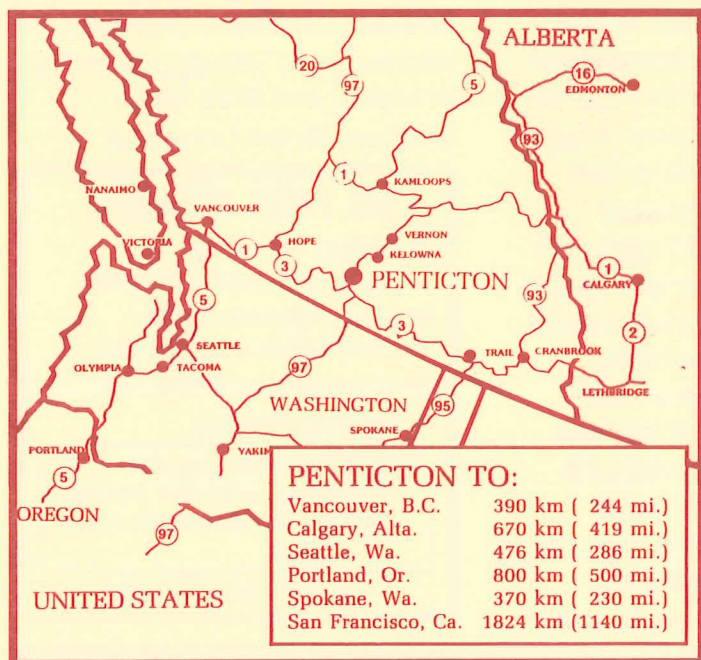 ALBERTA
20
97
5
16
EDMONTON
93
1
KAMLOOPS
NANAIMO
VANCOUVER
VERNON
VICTORIA
1
HOPE
KELOWNA
3
PENTICTON
1
CALGARY
5
93
3
2
SEATTLE
OLYMPIA
TACOMA
97
TRAIL
CRANBROOK
LETHBRIDGE
WASHINGTON
95
SPOKANE
PORTLAND
YAKIM
5
OREGON
97
UNITED STATES
PENTICTON TO:
Vancouver, B.C. 390 km ( 244 mi.)
Calgary, Alta. 670 km ( 419 mi.)
Seattle, Wa. 476 km ( 286 mi.)
Portland, Or. 800 km ( 500 mi.)
Spokane, Wa. 370 km ( 230 mi.)
San Francisco, Ca. 1824 km (1140 mi.)